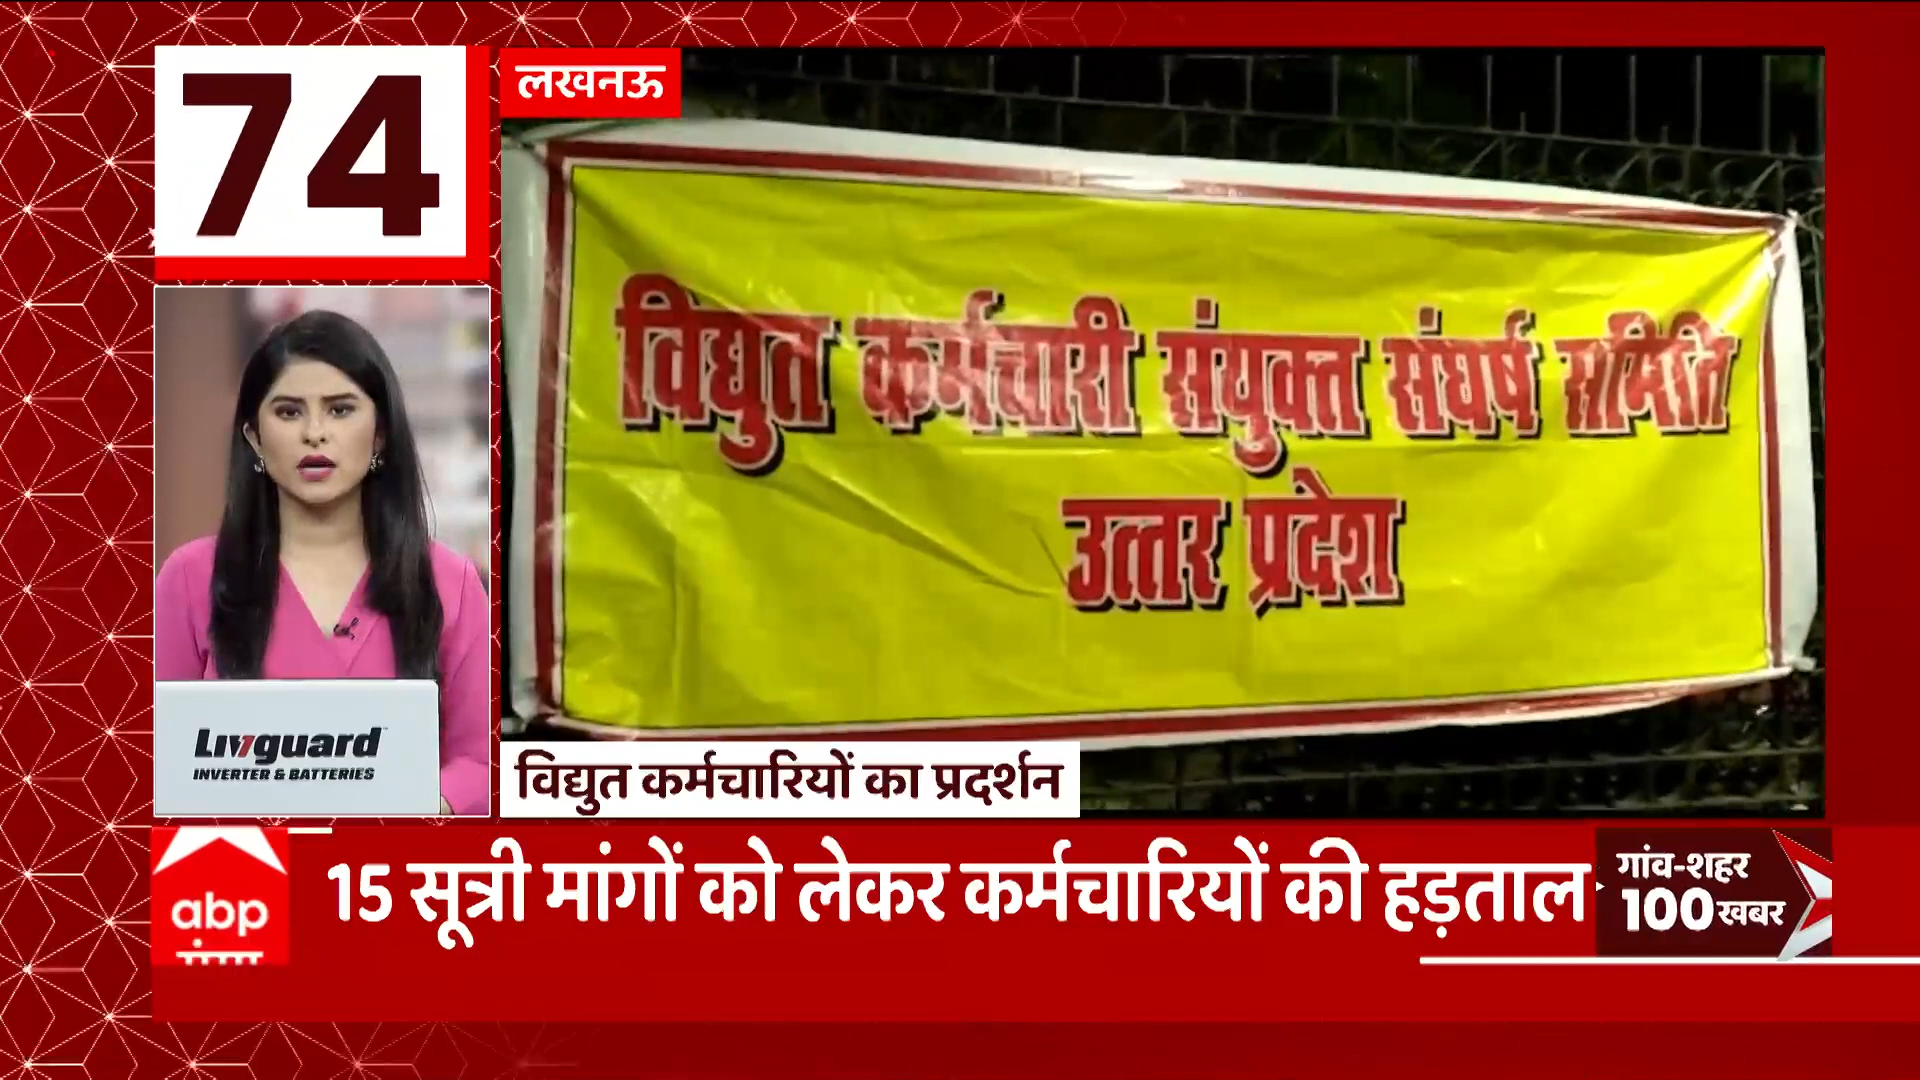 74
लखनऊ
विद्युत कर्मचारी संयुक्त संघर्ष समिति
उत्तर प्रदेश
Livguard
INVERTER & BATTERIES
विद्युत कर्मचारियों का प्रदर्शन
abp
गंगा
15 सूत्री मांगों को लेकर कर्मचारियों की हड़ताल
गांव-शहर
100 खबर